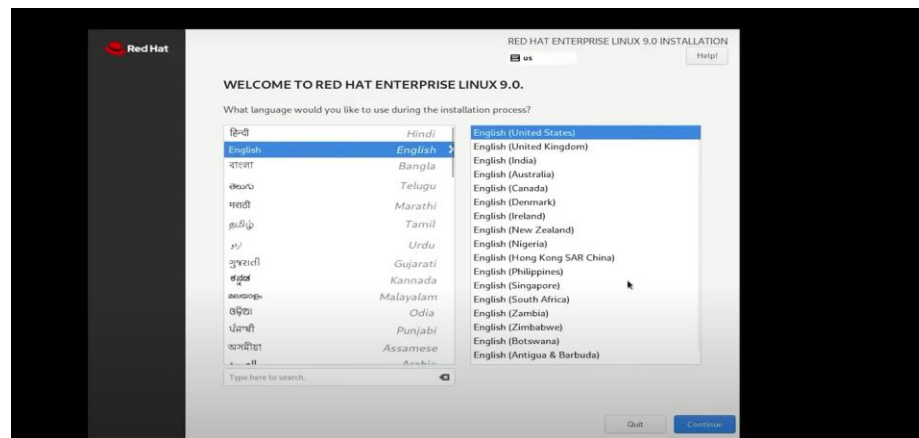 Red Hat
RED HAT ENTERPRISE LINUX 9.0 INSTALLATION
us
Help!
WELCOME TO RED HAT ENTERPRISE LINUX 9.0.
What language would you like to use during the installation process?
हिन्दी Hindi
English English
বাংলা Bangla
తెలుగు Telugu
मराठी Marathi
தமிழ் Tamil
اردو Urdu
ગુજરાતી Gujarati
ಕನ್ನಡ Kannada
മലയാളം Malayalam
ଓଡ଼ିଆ Odia
ਪੰਜਾਬੀ Punjabi
অসমীয়া Assamese
Arabic
English (United States)
English (United Kingdom)
English (India)
English (Australia)
English (Canada)
English (Denmark)
English (Ireland)
English (New Zealand)
English (Nigeria)
English (Hong Kong SAR China)
English (Philippines)
English (Singapore)
English (South Africa)
English (Zambia)
English (Zimbabwe)
English (Botswana)
English (Antigua & Barbuda)
Type here to search.
Quit
Continue